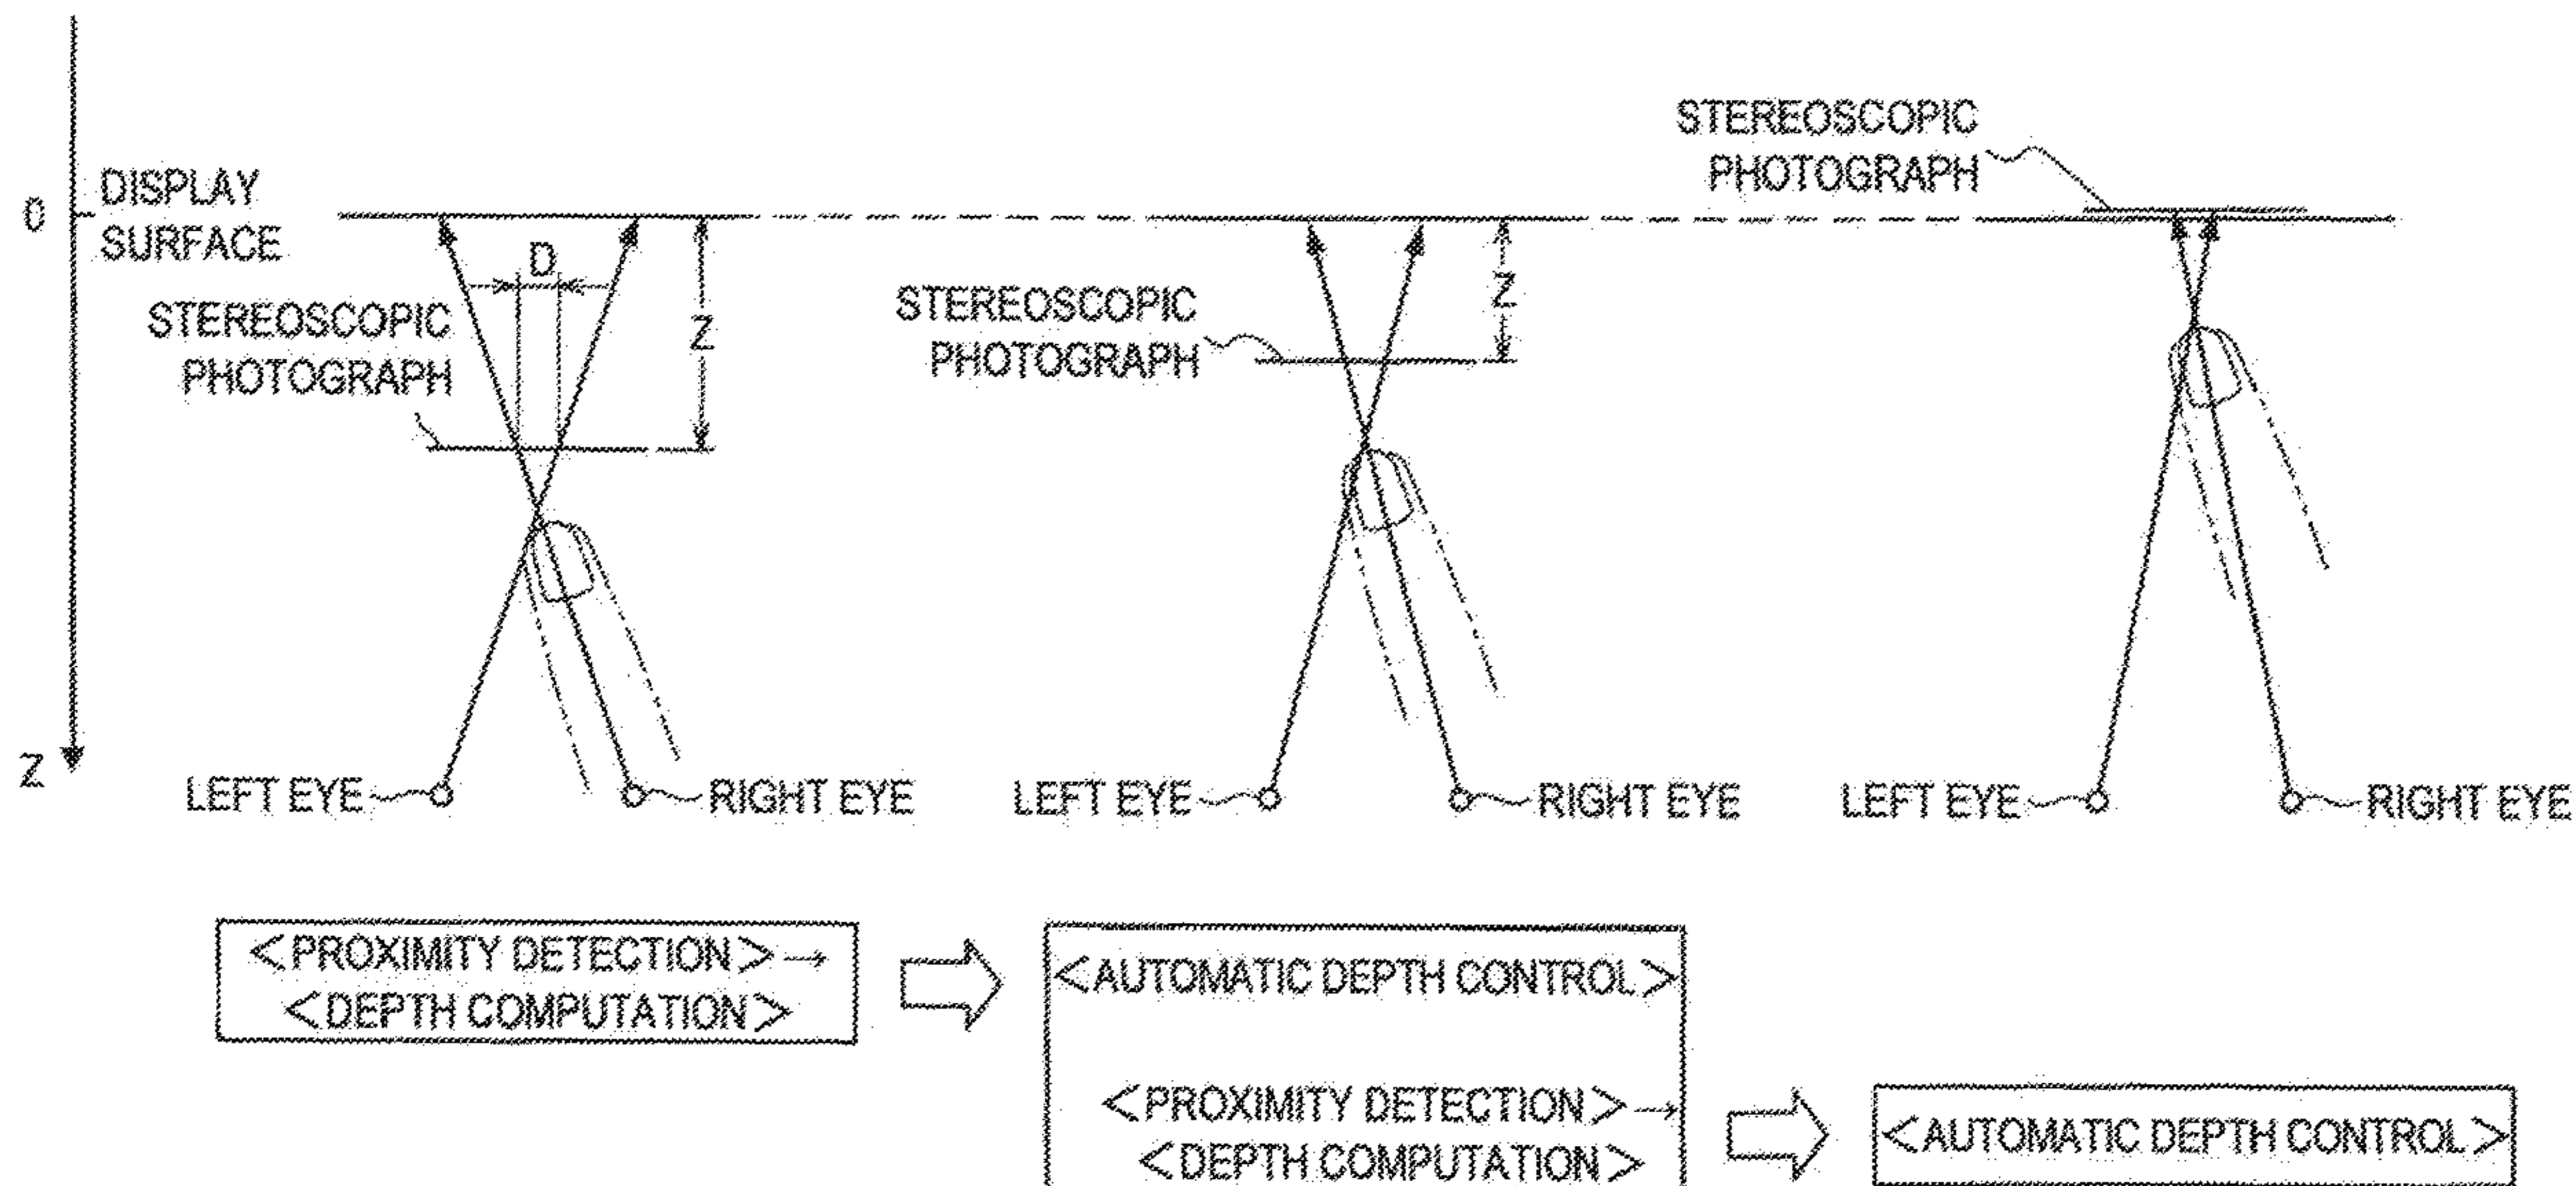 0
DISPLAY
SURFACE
Z
STEREOSCOPIC
PHOTOGRAPH
D
Z
LEFT EYE
RIGHT EYE
STEREOSCOPIC
PHOTOGRAPH
Z
LEFT EYE
RIGHT EYE
STEREOSCOPIC
PHOTOGRAPH
LEFT EYE
RIGHT EYE
<PROXIMITY DETECTION>→
<DEPTH COMPUTATION>
<AUTOMATIC DEPTH CONTROL>
<PROXIMITY DETECTION>→
<DEPTH COMPUTATION>
<AUTOMATIC DEPTH CONTROL>